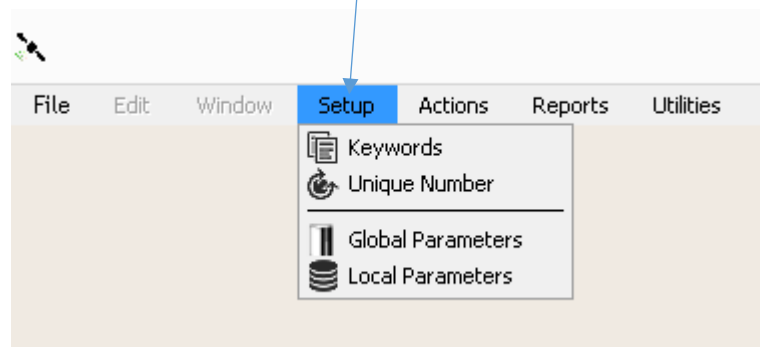 File Edit Window Setup Actions Reports Utilities
Keywords
Unique Number
Global Parameters
Local Parameters